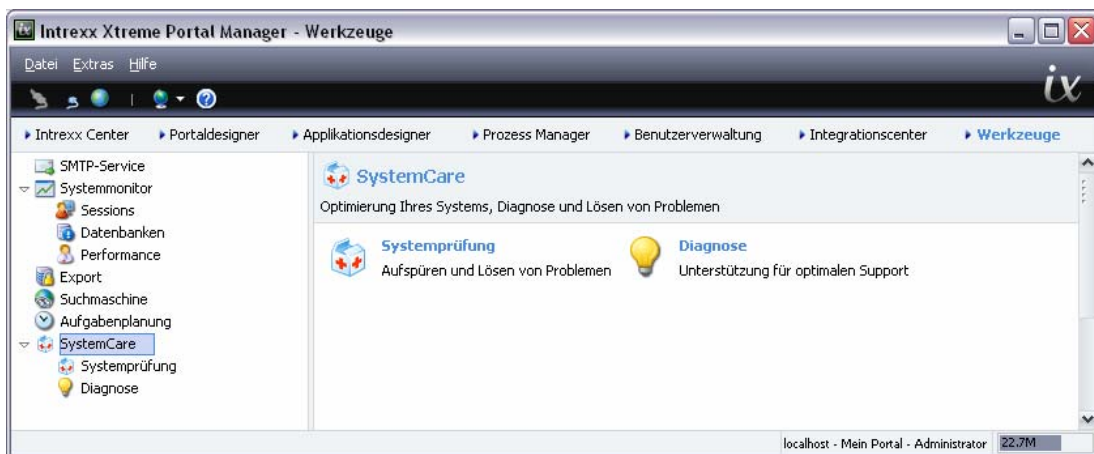 Intrexx Xtreme Portal Manager - Werkzeuge
Datei Extras Hilfe
ix
Intrexx Center Portaldesigner Applikationsdesigner Prozess Manager Benutzerverwaltung Integrationscenter Werkzeuge
SMTP-Service
Systemmonitor
Sessions
Datenbanken
Performance
Export
Suchmaschine
Aufgabenplanung
SystemCare
Systemprüfung
Diagnose
SystemCare
Optimierung Ihres Systems, Diagnose und Lösen von Problemen
Systemprüfung
Aufspüren und Lösen von Problemen
Diagnose
Unterstützung für optimalen Support
localhost - Mein Portal - Administrator 22.7M